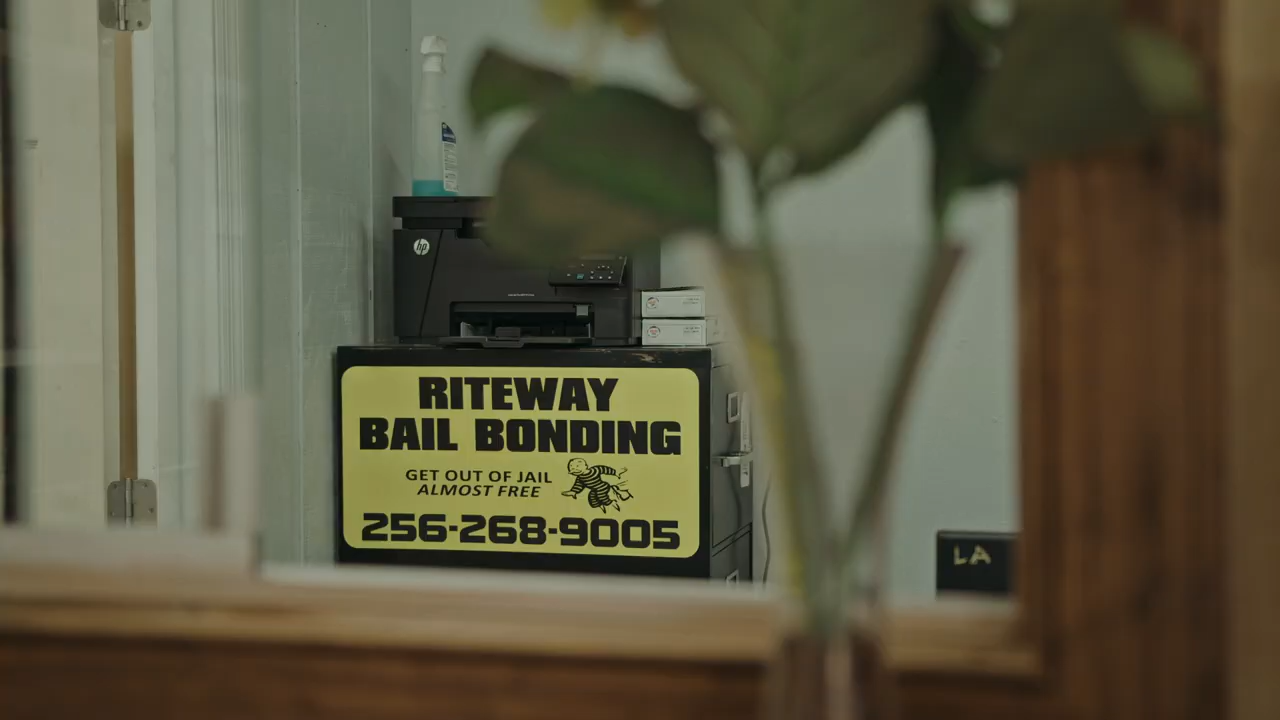 hp
RITEWAY
BAIL BONDING
GET OUT OF JAIL
ALMOST FREE
256-268-9005
LA